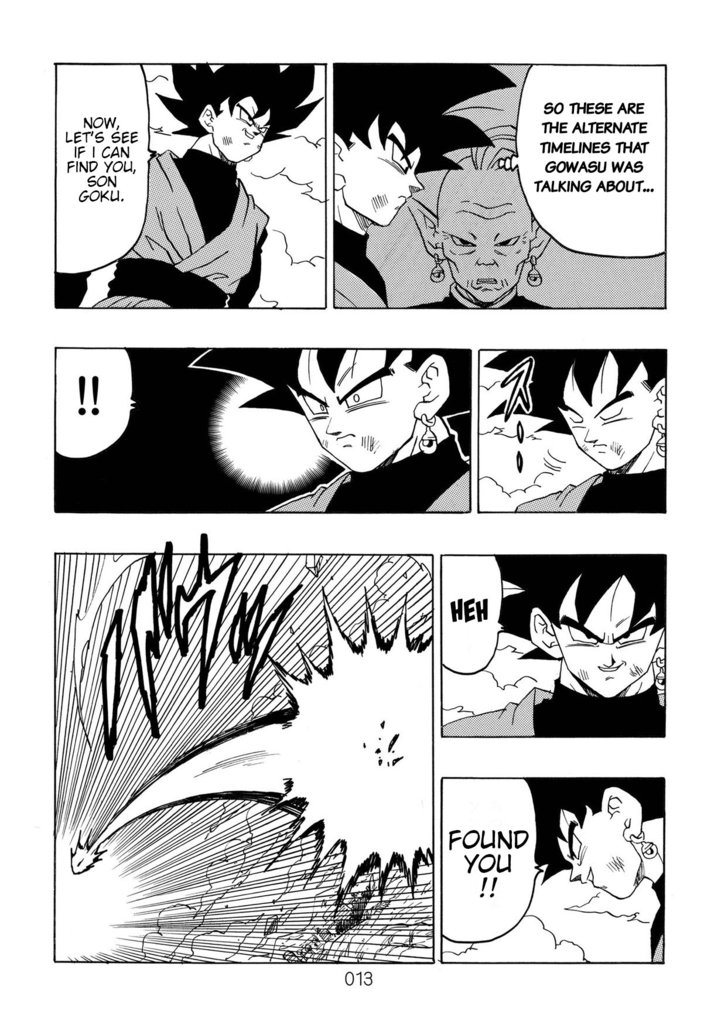 SO THESE ARE
THE ALTERNATE
TIMELINES THAT
GOWASU WAS
TALKING ABOUT...
NOW,
LET'S SEE
IF I CAN
FIND YOU,
SON
GOKU.
ス
!!
HEH
FOUND
YOU
!!
013